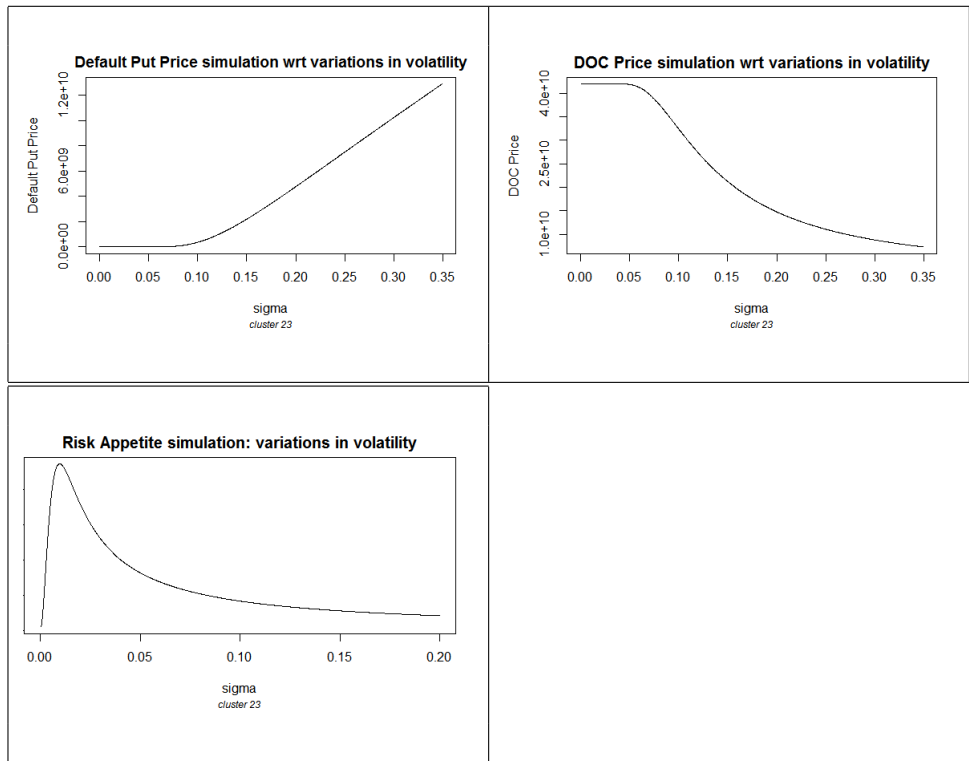 Default Put Price simulation wrt variations in volatility
Default Put Price
1.2e+10
6.0e+09
0.0e+00
0.00 0.05 0.10 0.15 0.20 0.25 0.30 0.35
sigma
cluster 23
DOC Price simulation wrt variations in volatility
DOC Price
4.0e+10
2.5e+10
1.0e+10
0.00 0.05 0.10 0.15 0.20 0.25 0.30 0.35
sigma
cluster 23
Risk Appetite simulation: variations in volatility
0.00 0.05 0.10 0.15 0.20
sigma
cluster 23